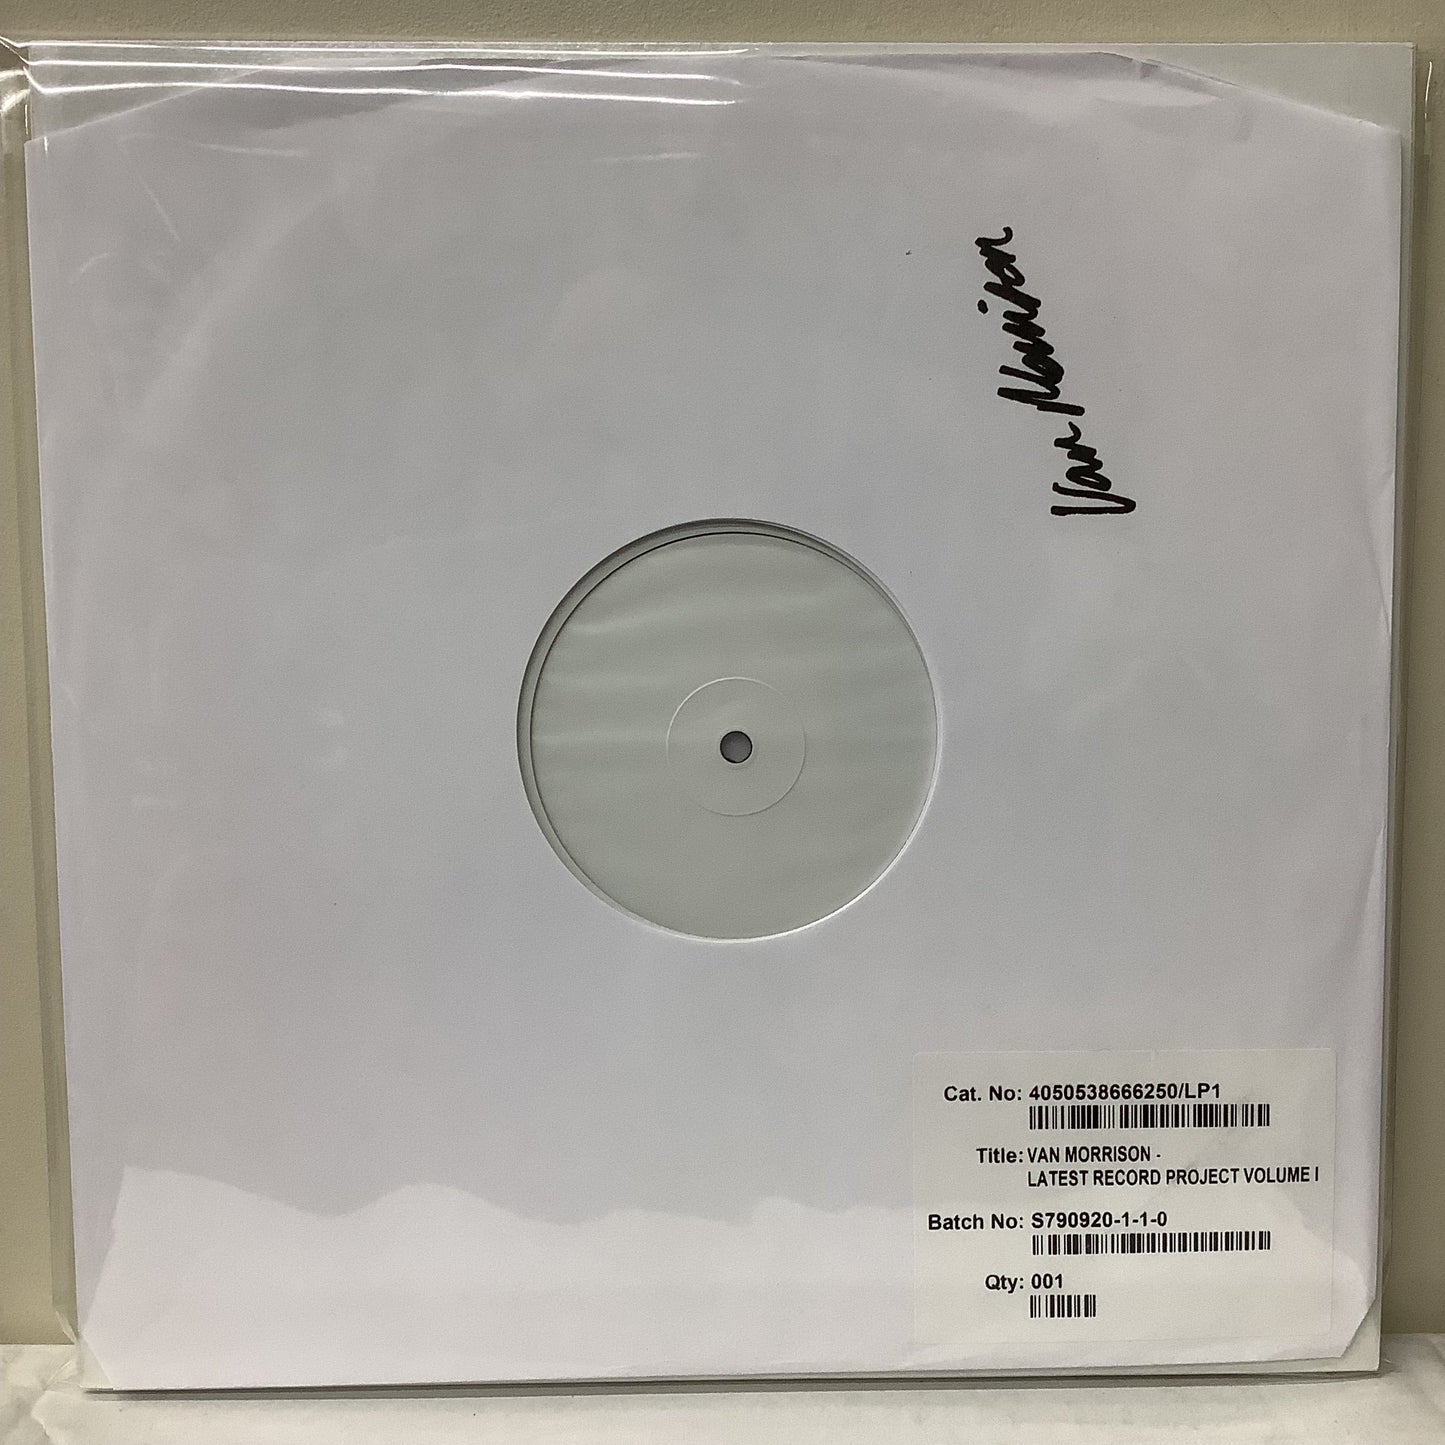 Van Morrison
Cat. No: 4050538666250/LP1
Title: VAN MORRISON -
LATEST RECORD PROJECT VOLUME I
Batch No: S790920-1-1-0
Qty: 001